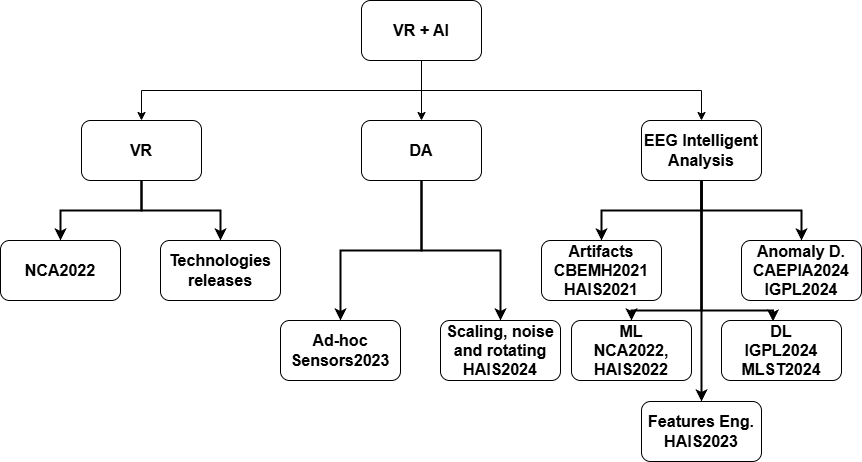 VR + AI
VR
DA
EEG Intelligent
Analysis
NCA2022
Technologies
releases
Artifacts
CBEMH2021
HAIS2021
Anomaly D.
CAEPIA2024
IGPL2024
Ad-hoc
Sensors2023
Scaling, noise
and rotating
HAIS2024
ML
NCA2022,
HAIS2022
DL
IGPL2024
MLST2024
Features Eng.
HAIS2023